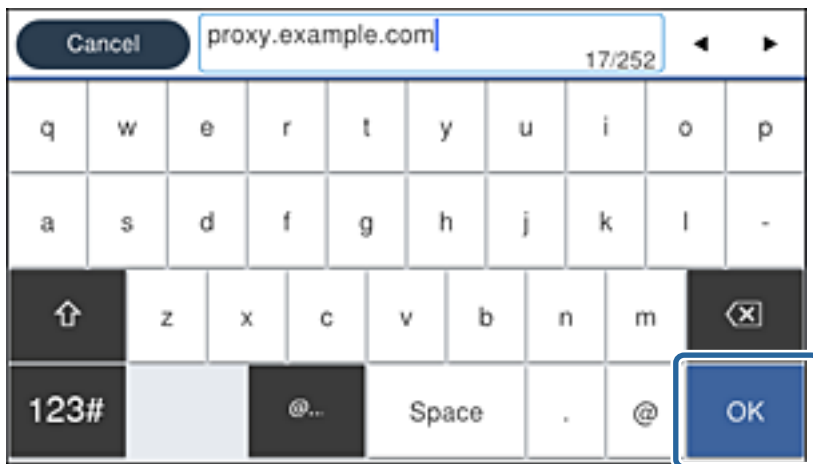 Cancel proxy.example.com
17/252
q w e r t y u i o p
a s d f g h j k l -
z x c v b n m
123# @... Space . @ OK